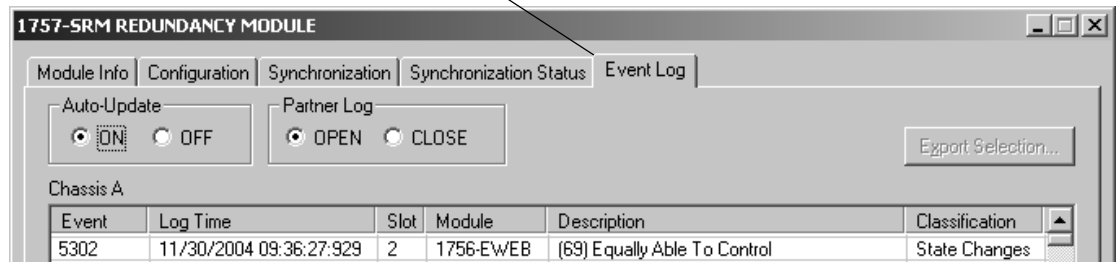 1757-SRM REDUNDANCY MODULE
Module Info Configuration Synchronization Synchronization Status Event Log
Auto-Update Partner Log
ON OFF OPEN CLOSE Export Selection...
Chassis A
Event Log Time Slot Module Description Classification
5302 11/30/2004 09:36:27:929 2 1756-EWEB (69) Equally Able To Control State Changes